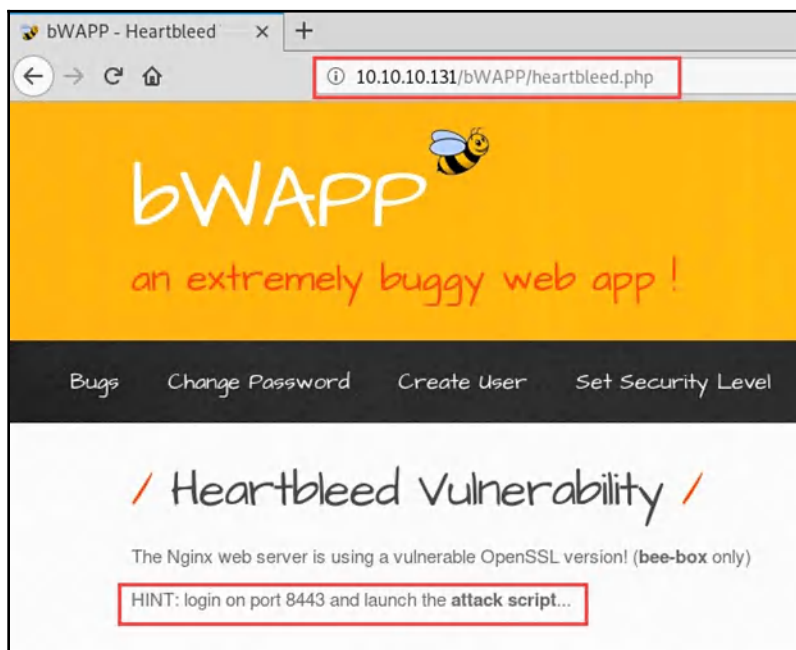 bWAPP - Heartbleed
10.10.10.131/bWAPP/heartbleed.php
bWAPP
an extremely buggy web app !
Bugs Change Password Create User Set Security Level
/ Heartbleed Vulnerability /
The Nginx web server is using a vulnerable OpenSSL version! (bee-box only)
HINT: login on port 8443 and launch the attack script...